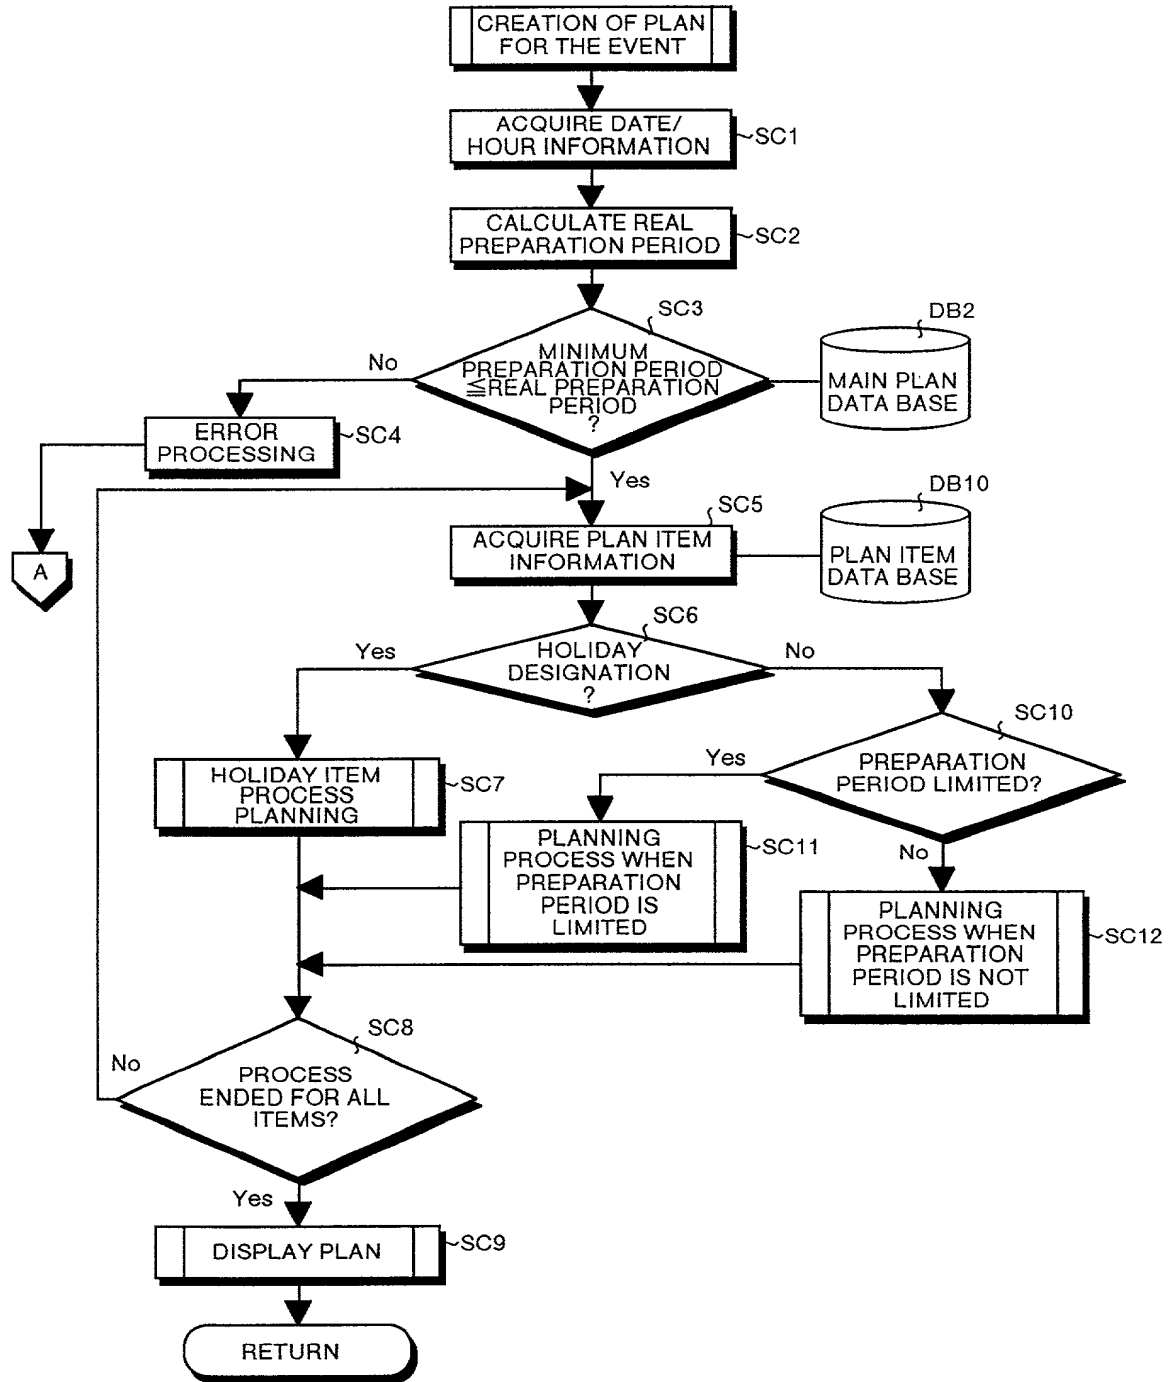 CREATION OF PLAN
FOR THE EVENT
ACQUIRE DATE/
HOUR INFORMATION
SC1
CALCULATE REAL
PREPARATION PERIOD
SC2
SC3
MINIMUM
PREPARATION PERIOD
≦REAL PREPARATION
PERIOD
?
No
Yes
DB2
MAIN PLAN
DATA BASE
ERROR
PROCESSING
SC4
A
SC5
ACQUIRE PLAN ITEM
INFORMATION
DB10
PLAN ITEM
DATA BASE
SC6
HOLIDAY
DESIGNATION
?
Yes
No
SC10
PREPARATION
PERIOD LIMITED?
Yes
No
HOLIDAY ITEM
PROCESS
PLANNING
SC7
PLANNING
PROCESS WHEN
PREPARATION
PERIOD IS
LIMITED
SC11
PLANNING
PROCESS WHEN
PREPARATION
PERIOD IS NOT
LIMITED
SC12
SC8
PROCESS
ENDED FOR ALL
ITEMS?
No
Yes
DISPLAY PLAN
SC9
RETURN